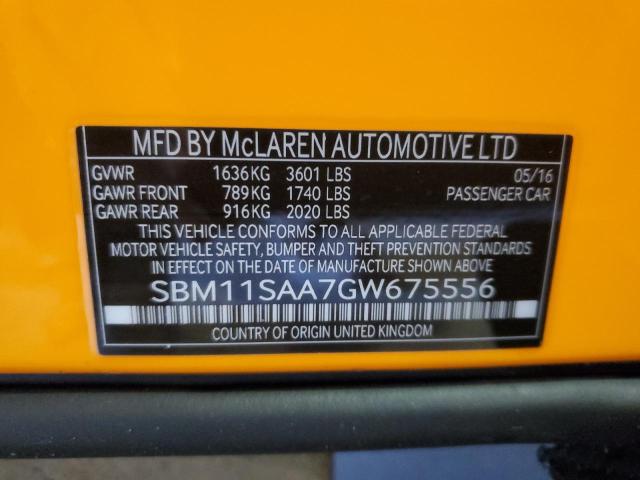 MFD BY McLAREN AUTOMOTIVE LTD
GVWR 1636KG 3601 LBS 05/16
GAWR FRONT 789KG 1740 LBS PASSENGER CAR
GAWR REAR 916KG 2020 LBS
THIS VEHICLE CONFORMS TO ALL APPLICABLE FEDERAL
MOTOR VEHICLE SAFETY, BUMPER AND THEFT PREVENTION STANDARDS
IN EFFECT ON THE DATE OF MANUFACTURE SHOWN ABOVE
SBM11SAA7GW675556
COUNTRY OF ORIGIN UNITED KINGDOM